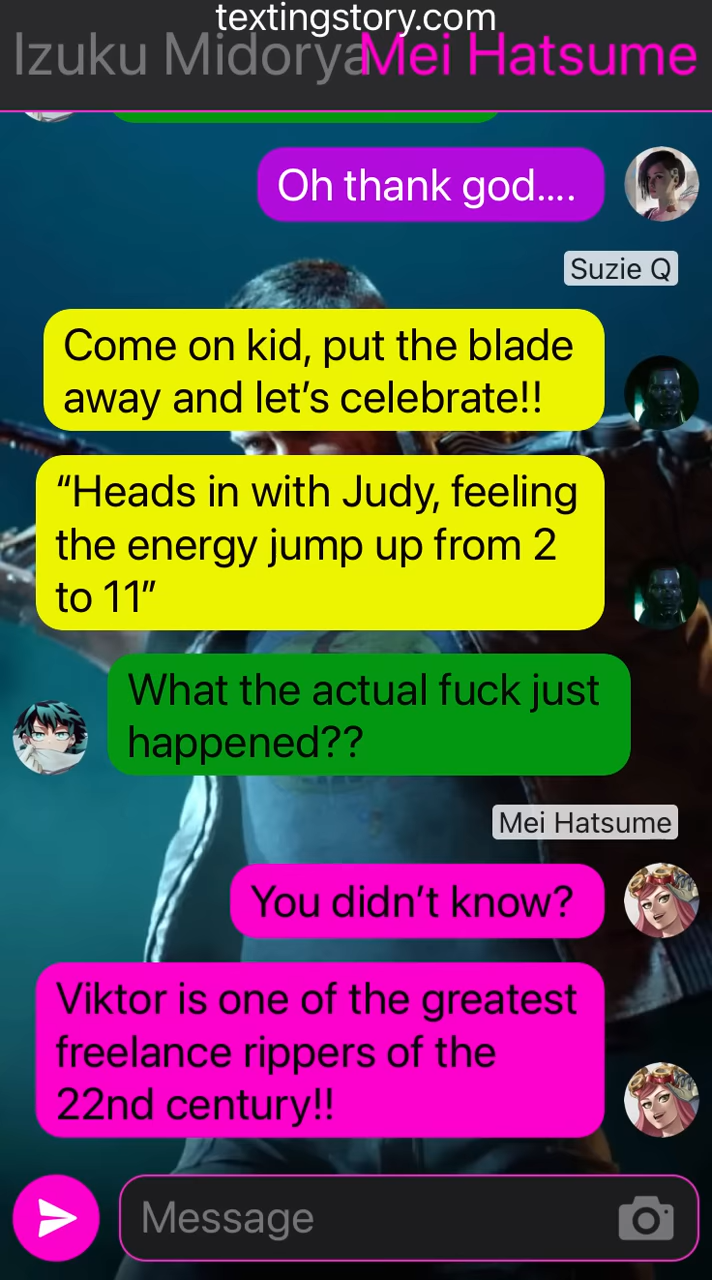 textingstory.com
Izuku Midorya Mei Hatsume
Oh thank god....
Suzie Q
Come on kid, put the blade
away and let’s celebrate!!
“Heads in with Judy, feeling
the energy jump up from 2
to 11”
What the actual fuck just
happened??
Mei Hatsume
You didn’t know?
Viktor is one of the greatest
freelance rippers of the
22nd century!!
Message